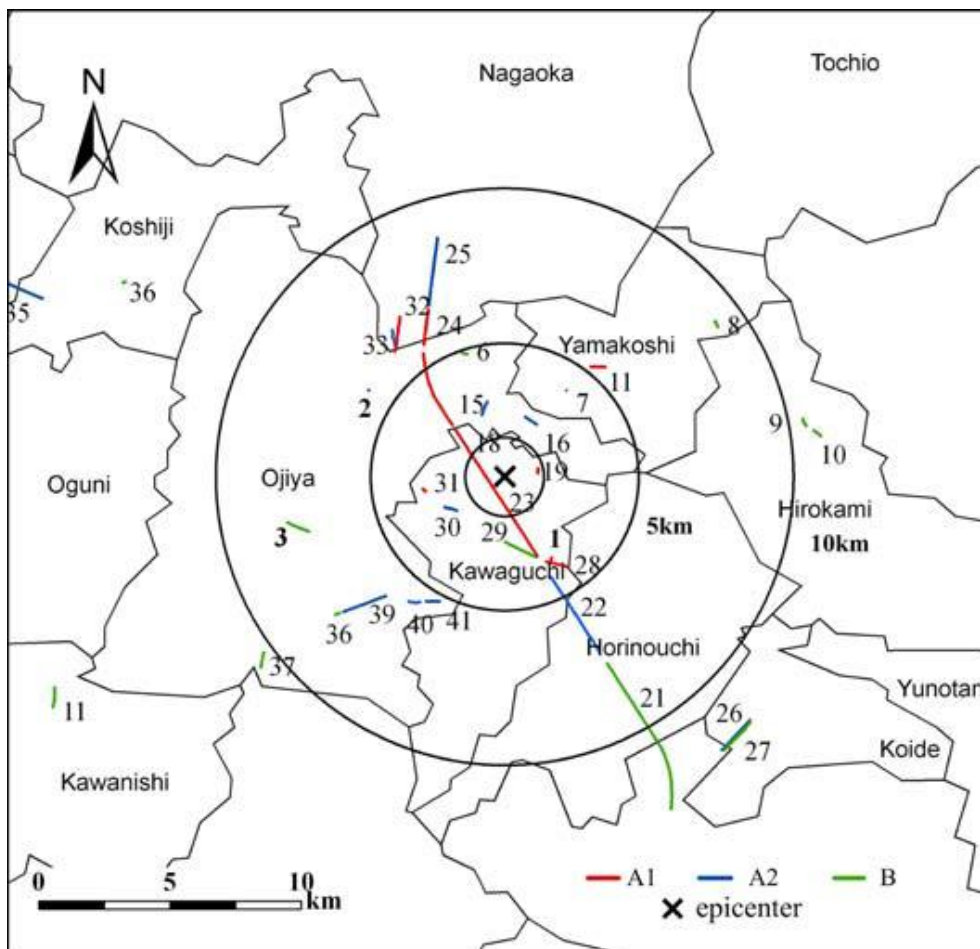 Tochio
Nagaoka
N
Koshiji
25
36
35
32
24
33
8
6
Yamakoshi
11
7
2
15
16
9
18
10
19
Oguni
Ojiya
31
23
Hirokami
30
3
29
1
5km
10km
Kawaguchi
28
22
39
36
40
41
Horinouchi
37
21
11
Yunotan
26
27
Koide
Kawanishi
0 5 10
km
A1 A2 B
epicenter